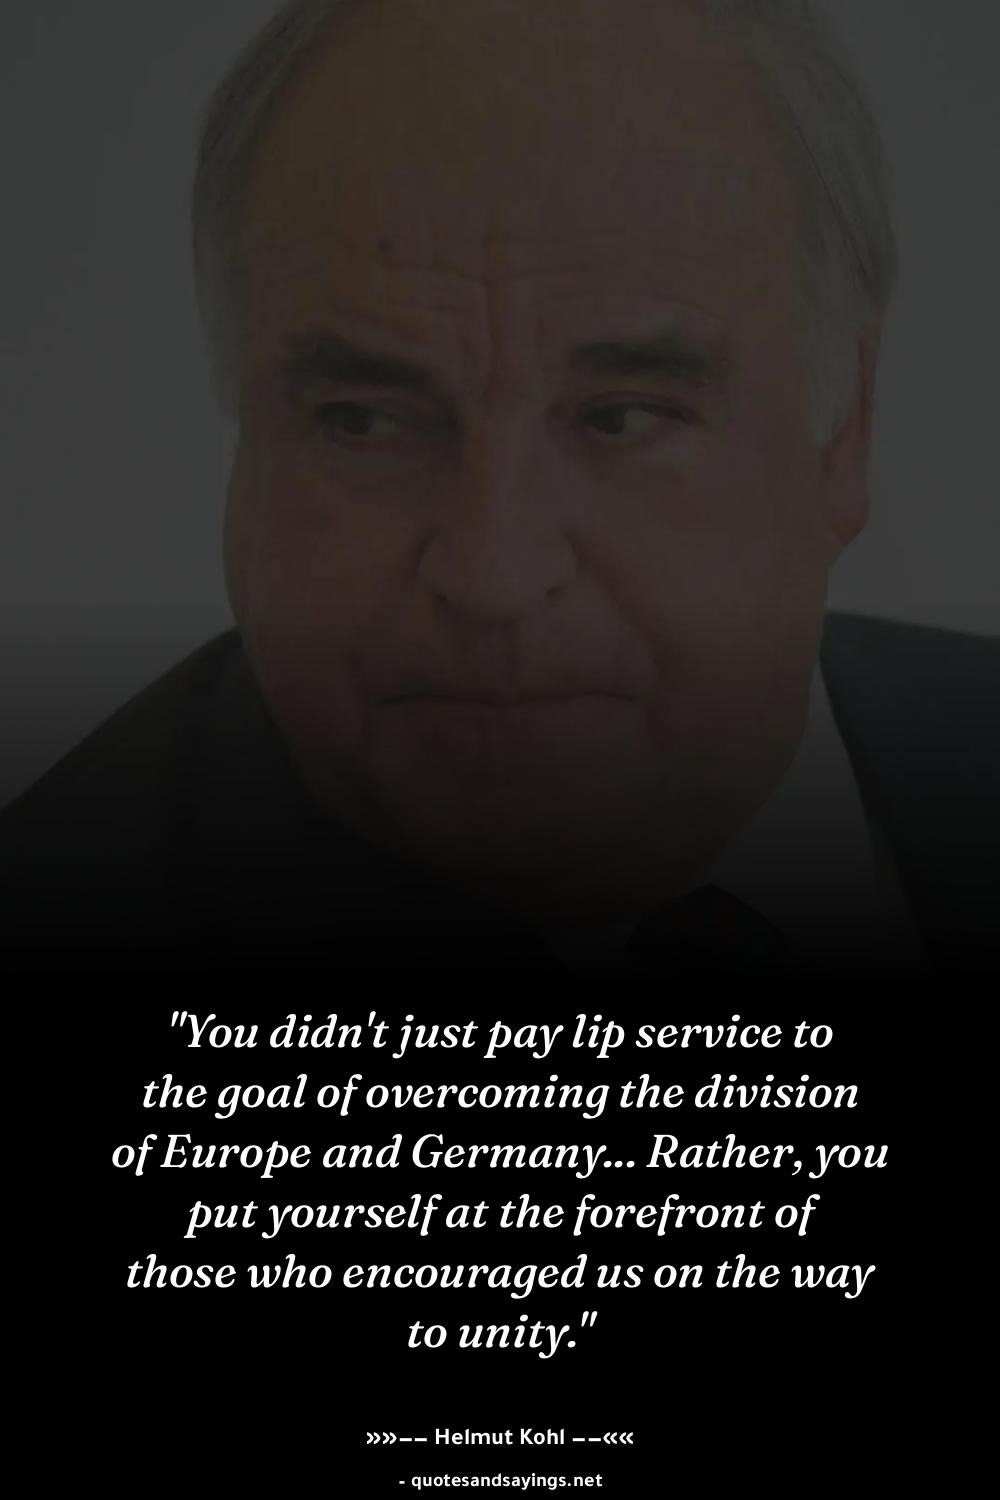 "You didn't just pay lip service to
the goal of overcoming the division
of Europe and Germany... Rather, you
put yourself at the forefront of
those who encouraged us on the way
to unity."
»»−− Helmut Kohl −−««
- quotesandsayings.net